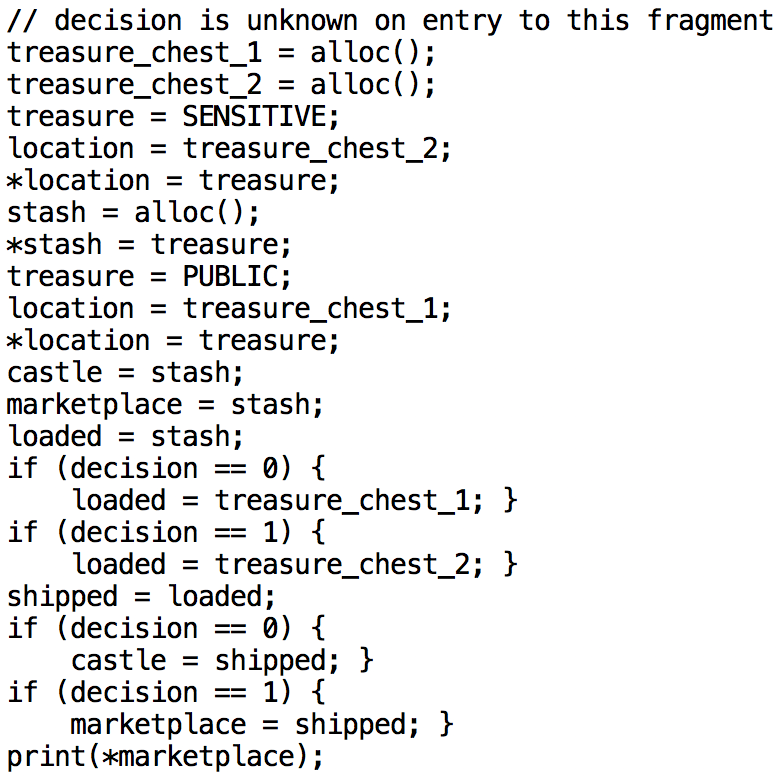 // decision is unknown on entry to this fragment
treasure_chest_1 = alloc();
treasure_chest_2 = alloc();
treasure = SENSITIVE;
location = treasure_chest_2;
*location = treasure;
stash = alloc();
*stash = treasure;
treasure = PUBLIC;
location = treasure_chest_1;
*location = treasure;
castle = stash;
marketplace = stash;
loaded = stash;
if (decision == 0) {
    loaded = treasure_chest_1; }
if (decision == 1) {
    loaded = treasure_chest_2; }
shipped = loaded;
if (decision == 0) {
    castle = shipped; }
if (decision == 1) {
    marketplace = shipped; }
print(*marketplace);